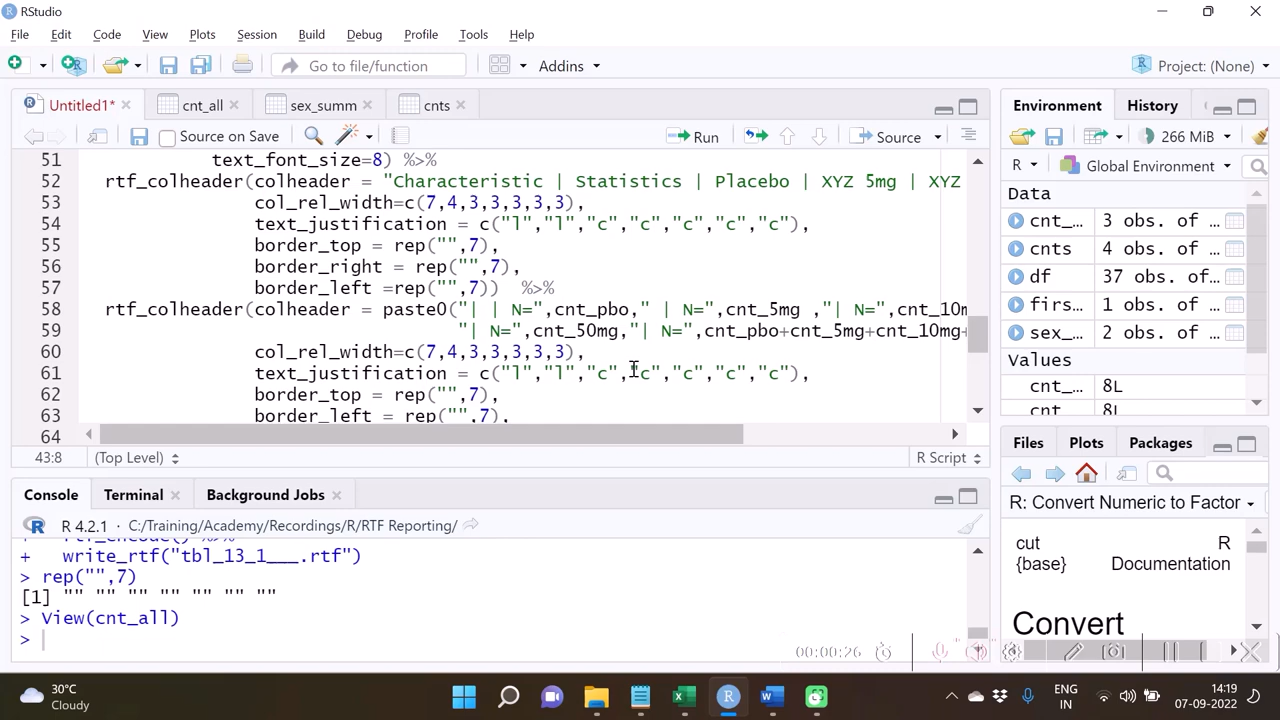 RStudio
File Edit Code View Plots Session Build Debug Profile Tools Help
Go to file/function Addins Project: (None)
Untitled1* cnt_all sex_summ cnts
Source on Save Run Source
51 text_font_size=8) %>%
52 rtf_colheader(colheader = "Characteristic | Statistics | Placebo | XYZ 5mg | XYZ
53 col_rel_width=c(7,4,3,3,3,3,3),
54 text_justification = c("l","l","c","c","c","c","c"),
55 border_top = rep("",7),
56 border_right = rep("",7),
57 border_left =rep("",7)) %>%
58 rtf_colheader(colheader = paste0("| | N=",cnt_pbo," | N=",cnt_5mg ,"| N=",cnt_10m
59 "| N=",cnt_50mg,"| N=",cnt_pbo+cnt_5mg+cnt_10mg+
60 col_rel_width=c(7,4,3,3,3,3,3),
61 text_justification = c("l","l","c","c","c","c","c"),
62 border_top = rep("",7),
63 border_left = rep("",7),
64
43:8 (Top Level) R Script
Console Terminal Background Jobs
R 4.2.1 · C:/Training/Academy/Recordings/R/RTF Reporting/
+ rtf_encode() %>%
+ write_rtf("tbl_13_1___.rtf")
> rep("",7)
[1] "" "" "" "" "" "" ""
> View(cnt_all)
>
Environment History
266 MiB
R Global Environment
Data
cnt_… 3 obs. of …
cnts 4 obs. of …
df 37 obs. of…
firs… 1 obs. of …
sex_… 2 obs. of …
Values
cnt_… 8L
cnt 8L
Files Plots Packages
R: Convert Numeric to Factor
cut R
{base} Documentation
Convert
00:00:26
30°C
Cloudy
ENG
IN
14:19
07-09-2022